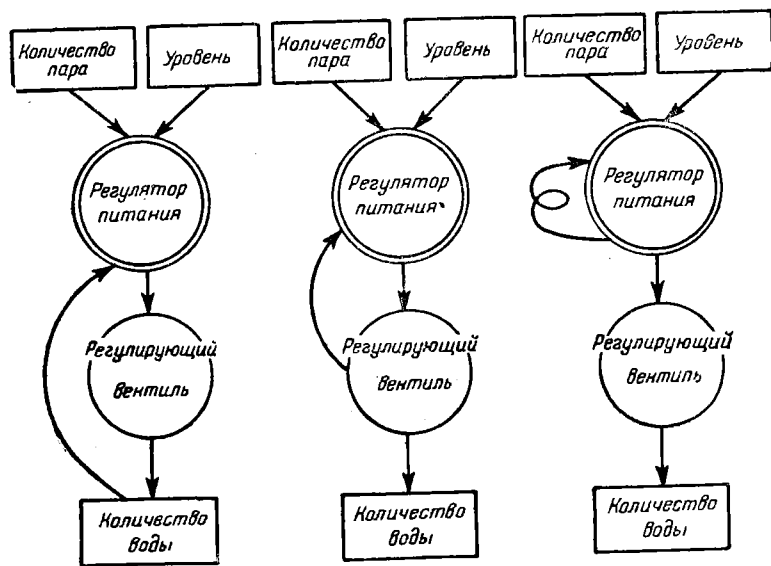 Количество
пара
Уровень
Регулятор
питания
Регулирующий
вентиль
Количество
воды
Количество
пара
Уровень
Регулятор
питания
Регулирующий
вентиль
Количество
воды
Количество
пара
Уровень
Регулятор
питания
Регулирующий
вентиль
Количество
воды